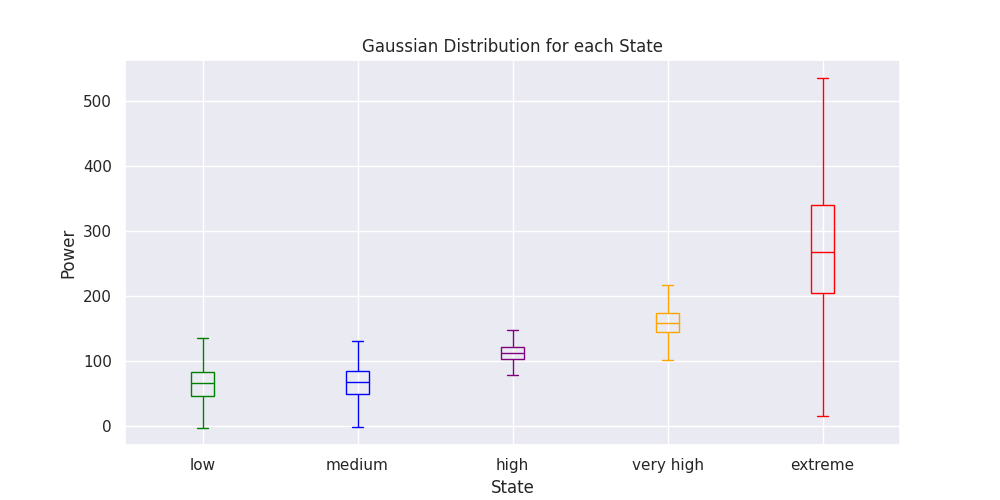 Gaussian Distribution for each State
500
400
300
200
100
0
Power
low medium high very high extreme
State